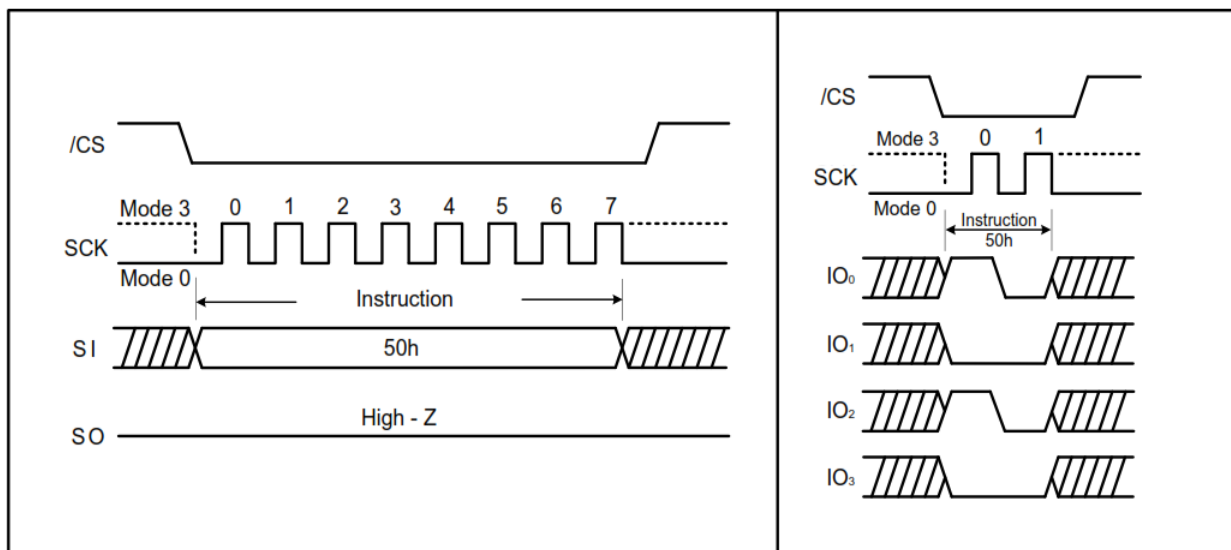 /CS
Mode 3
0 1 2 3 4 5 6 7
SCK
Mode 0
Instruction
SI
50h
High - Z
SO
/CS
Mode 3
0 1
SCK
Mode 0
Instruction
50h
IO₀
IO₁
IO₂
IO₃